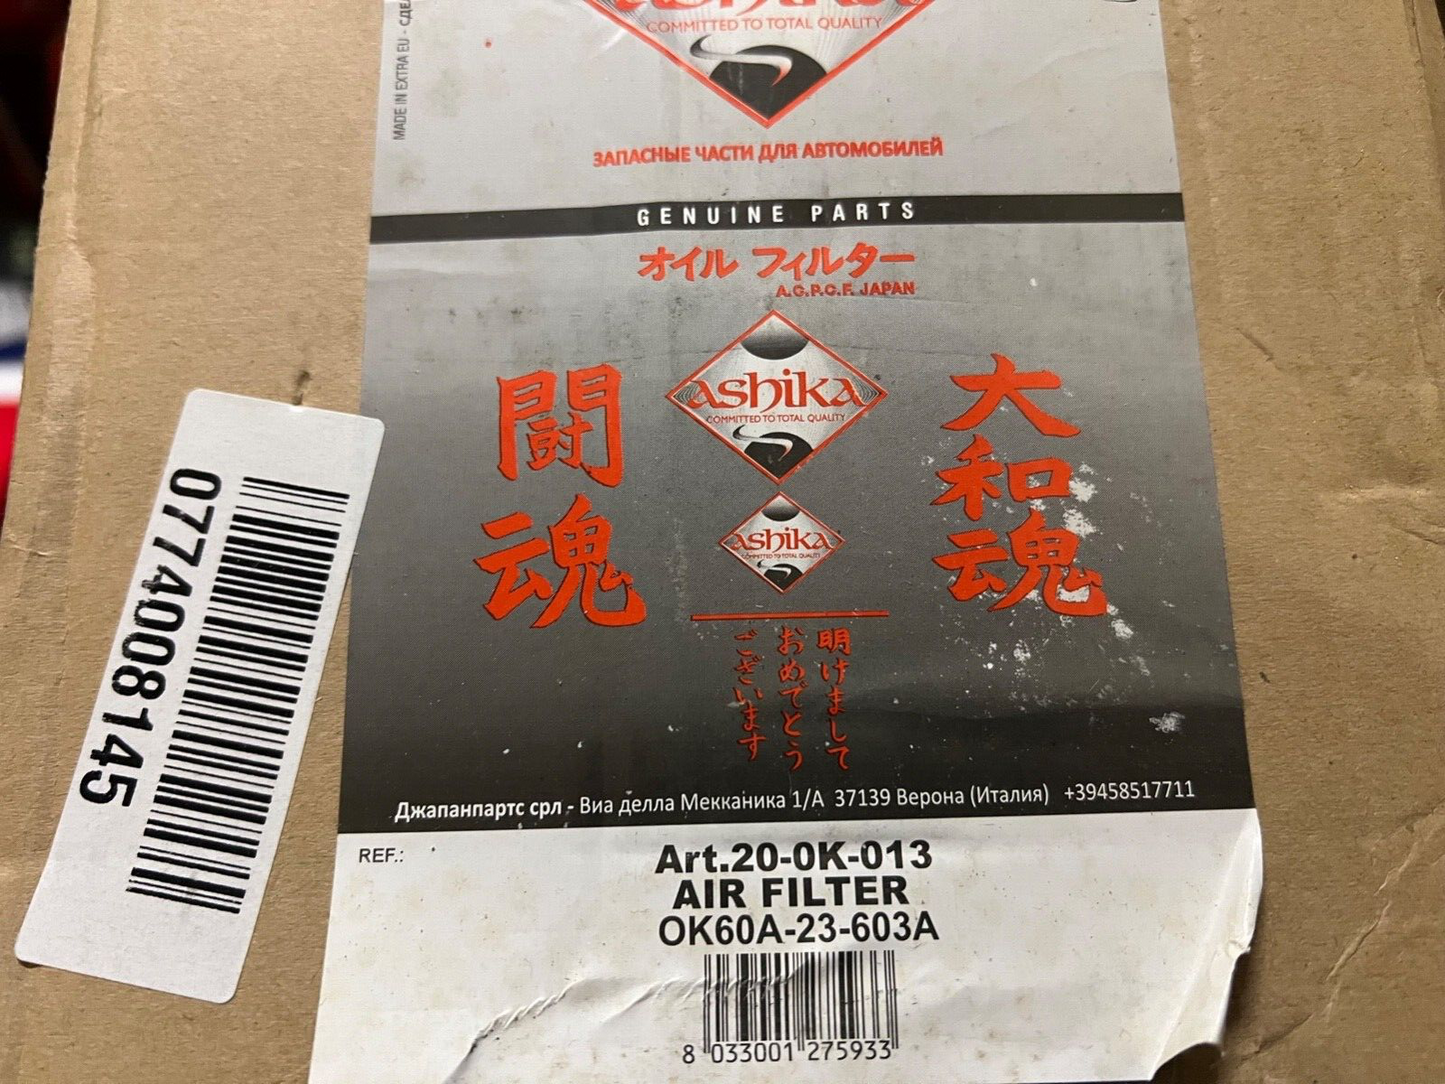 MADE IN EXTRA EU - СДЕ
COMMITTED TO TOTAL QUALITY
ЗАПАСНЫЕ ЧАСТИ ДЛЯ АВТОМОБИЛЕЙ
GENUINE PARTS
オイル フィルター
A.C.P.C.F. JAPAN
ashika
COMMITTED TO TOTAL QUALITY
ashika
COMMITTED TO TOTAL QUALITY
大和魂
闘魂
明けまして
おめでとう
ございます
Джапанпартс срл - Виа делла Мекканика 1/А 37139 Верона (Италия) +39458517711
REF.:
Art.20-0K-013
AIR FILTER
OK60A-23-603A
8 033001 275933
0774008145